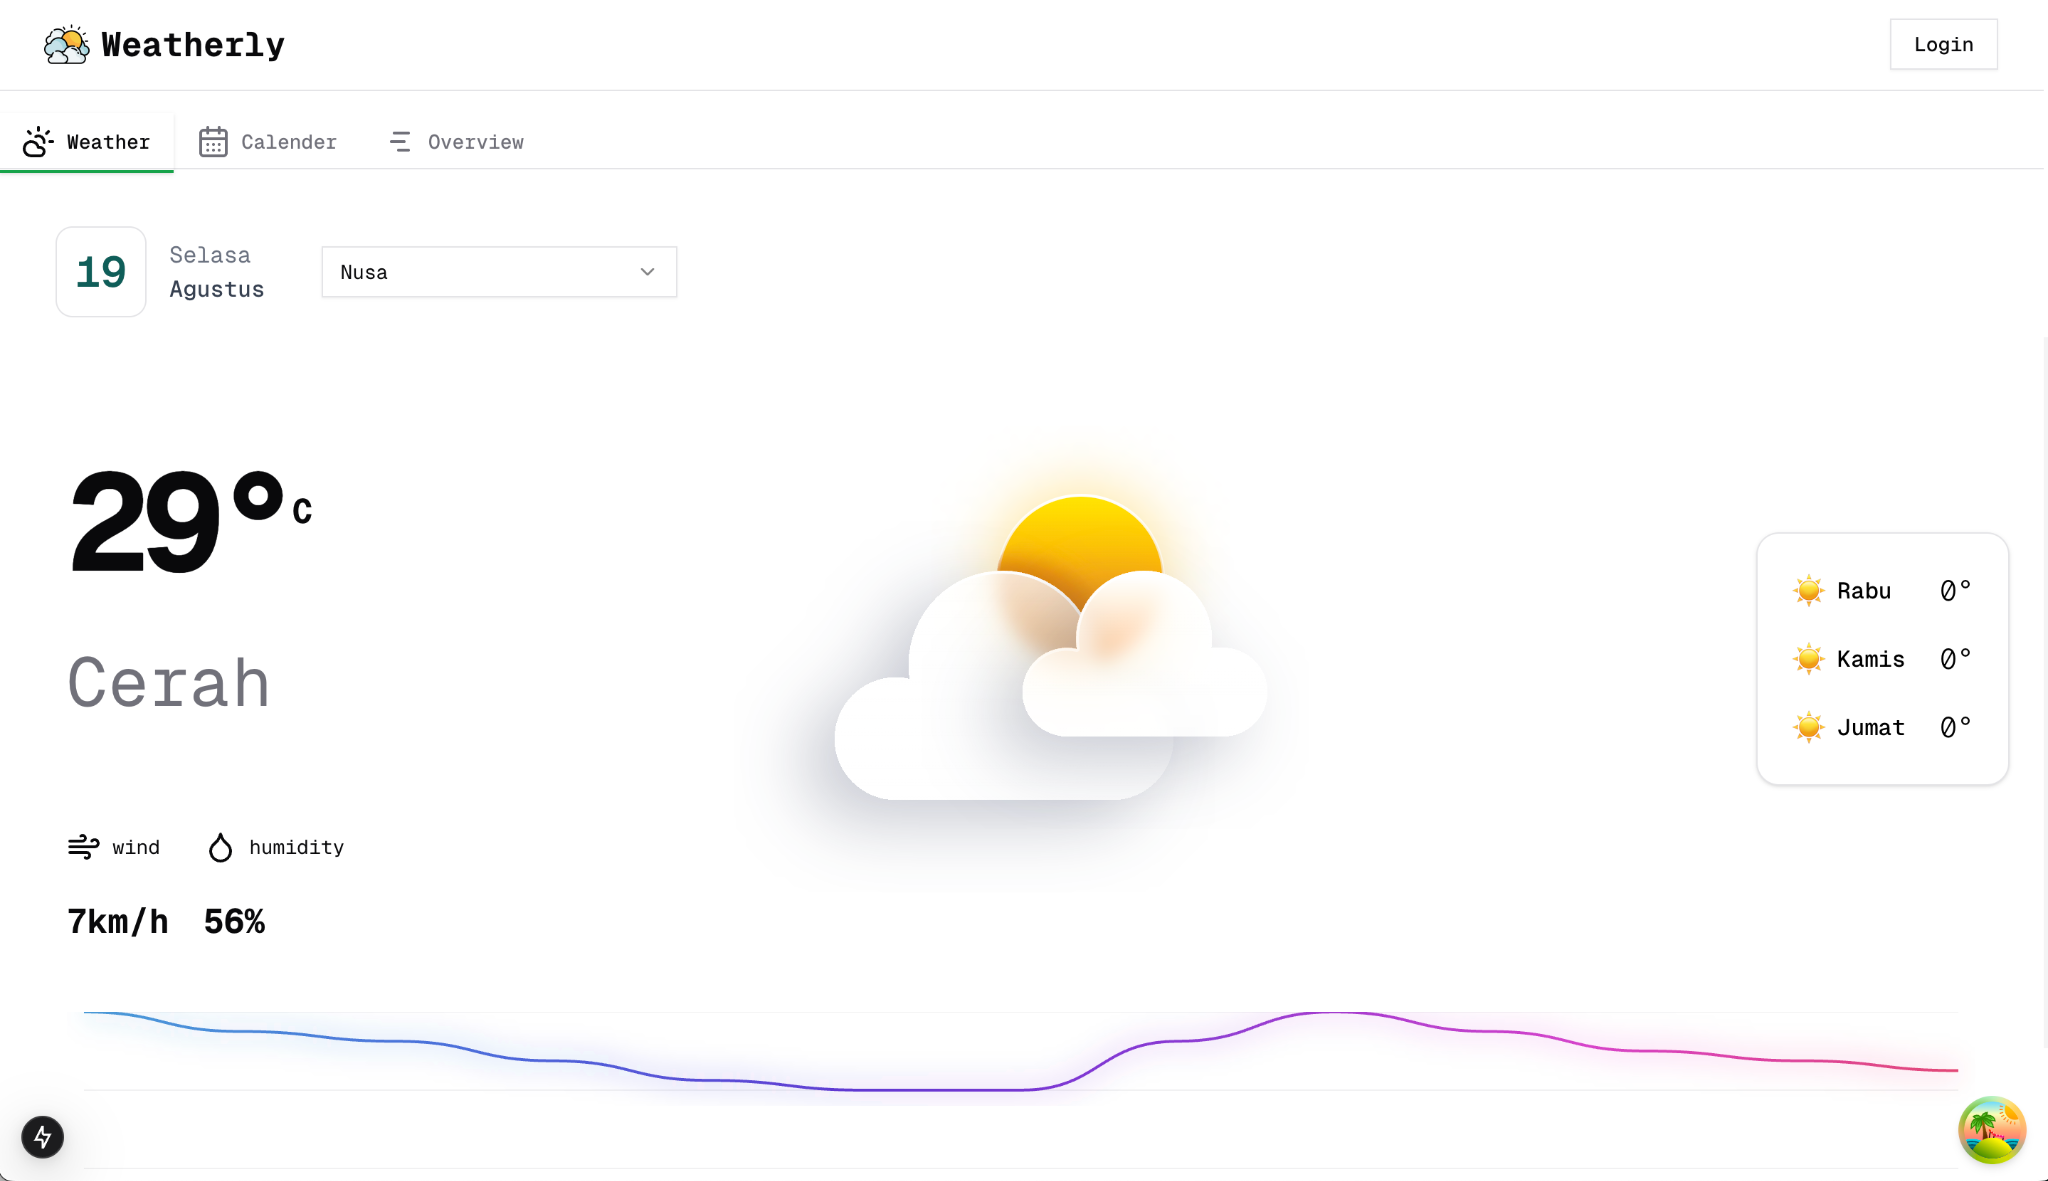 Weatherly
Login
Weather
Calender
Overview
19
Selasa
Agustus
Nusa
29°C
Cerah
Rabu 0°
Kamis 0°
Jumat 0°
wind
humidity
7km/h
56%